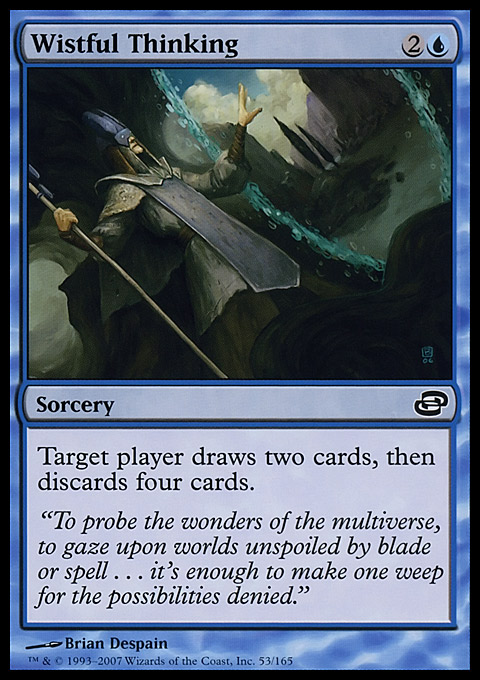 Wistful Thinking 2
Sorcery
Target player draws two cards, then
discards four cards.
“To probe the wonders of the multiverse,
to gaze upon worlds unspoiled by blade
or spell . . . it’s enough to make one weep
for the possibilities denied.”
Brian Despain
™ & © 1993–2007 Wizards of the Coast, Inc. 53/165